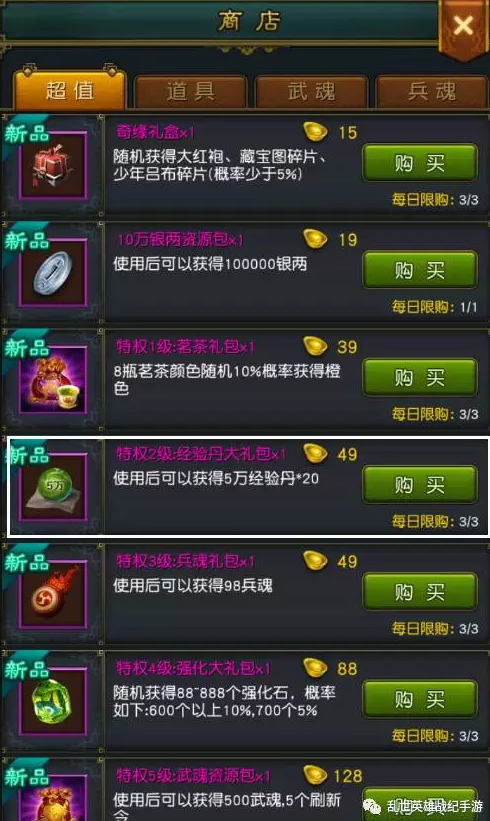 商店
超值
道具
武魂
兵魂
新品
奇缘礼盒x1
15
随机获得大红袍、藏宝图碎片、
少年吕布碎片(概率少于5%)
购买
每日限购:3/3
新品
10万银两资源包x1
19
使用后可以获得100000银两
购买
每日限购:1/1
新品
特权1级:茗茶礼包x1
39
8瓶茗茶颜色随机10%概率获得橙
色
购买
每日限购:3/3
新品
特权2级:经验丹大礼包x1
49
5万
使用后可以获得5万经验丹*20
购买
每日限购:3/3
新品
特权3级:兵魂礼包x1
49
使用后可以获得98兵魂
购买
每日限购:3/3
新品
特权4级:强化大礼包x1
88
随机获得88~888个强化石，概率
如下:600个以上10%,700个5%
购买
每日限购:3/3
新品
特权5级:武魂资源包x1
128
使用后可以获得500武魂,5个刷新
令
购买
乱世英雄战纪手游